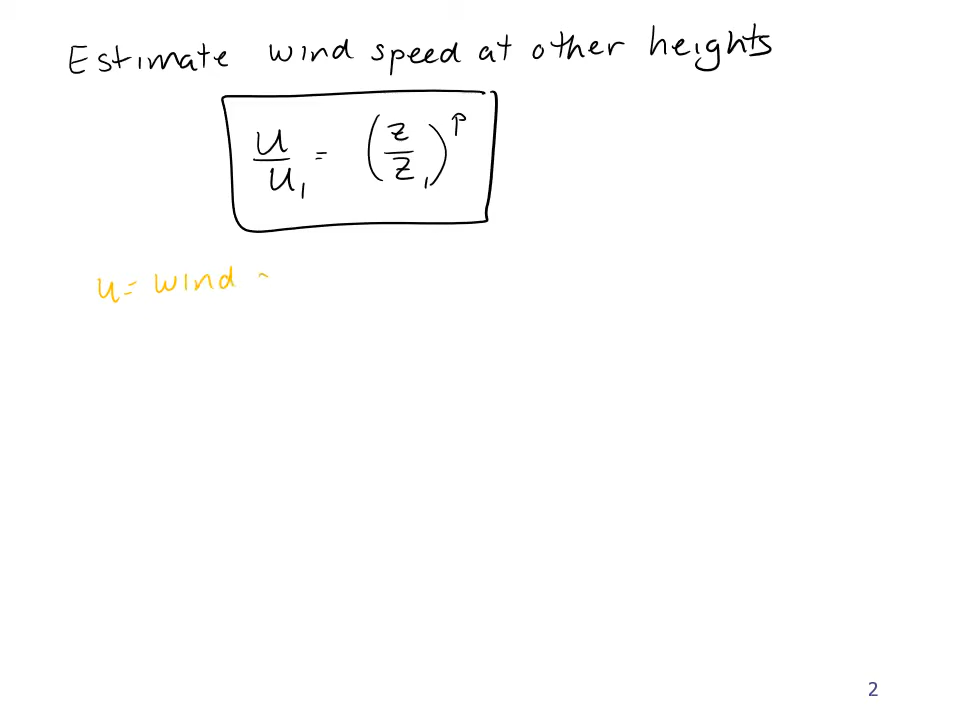 Estimate wind speed at other heights
u/u₁ = (z/z₁)^p
u = wind
2